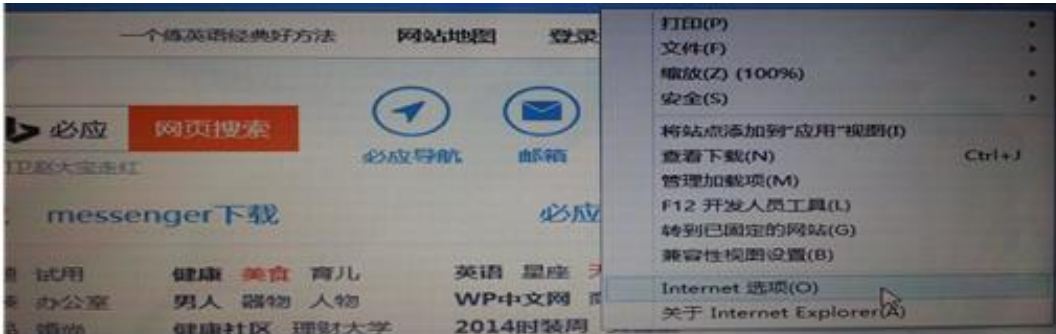 一个练英语经典好方法 网站地图 登录
必应 网页搜索
必应导航 邮箱
messenger下载 必应
试用 健康 美食 育儿 英语 星座
办公室 男人 器物 人物 WP中文网
婚尚 健康社区 理财大学 2014时装周
打印(P)
文件(F)
缩放(Z) (100%)
安全(S)
将站点添加到“应用”视图(I)
查看下载(N) Ctrl+J
管理加载项(M)
F12 开发人员工具(L)
转到已固定的网站(G)
兼容性视图设置(B)
Internet 选项(O)
关于 Internet Explorer(A)